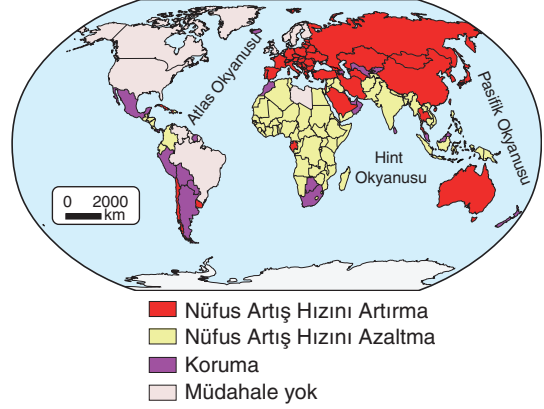 Atlas Okyanusu
Pasifik Okyanusu
Hint
Okyanusu
0 2000
km
Nüfus Artış Hızını Artırma
Nüfus Artış Hızını Azaltma
Koruma
Müdahale yok